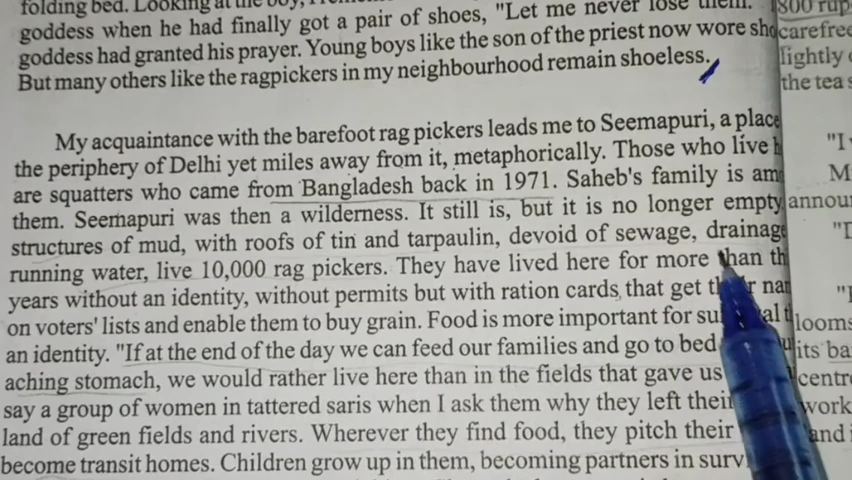 folding bed. Looking at the boy,
goddess when he had finally got a pair of shoes, "Let me never lose them."
goddess had granted his prayer. Young boys like the son of the priest now wore
But many others like the ragpickers in my neighbourhood remain shoeless.
My acquaintance with the barefoot rag pickers leads me to Seemapuri, a place
the periphery of Delhi yet miles away from it, metaphorically. Those who live
are squatters who came from Bangladesh back in 1971. Saheb's family is
them. Seemapuri was then a wilderness. It still is, but it is no longer empty
structures of mud, with roofs of tin and tarpaulin, devoid of sewage, drainage
running water, live 10,000 rag pickers. They have lived here for more than
years without an identity, without permits but with ration cards that get
on voters' lists and enable them to buy grain. Food is more important for
an identity. "If at the end of the day we can feed our families and go to bed
aching stomach, we would rather live here than in the fields that gave us
say a group of women in tattered saris when I ask them why they left their
land of green fields and rivers. Wherever they find food, they pitch their
become transit homes. Children grow up in them, becoming partners in
carefree
lightly
the tea
"I
M
looms
its
work